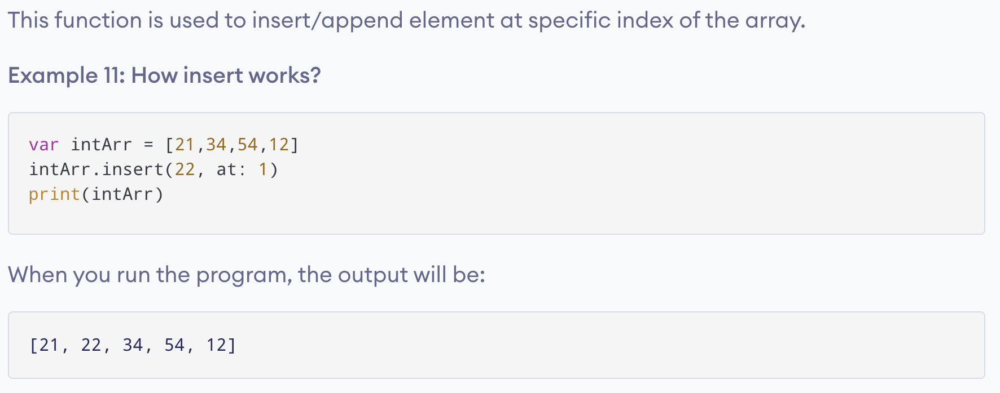 This function is used to insert/append element at specific index of the array.
Example 11: How insert works?
var intArr = [21,34,54,12]
intArr.insert(22, at: 1)
print(intArr)
When you run the program, the output will be:
[21, 22, 34, 54, 12]